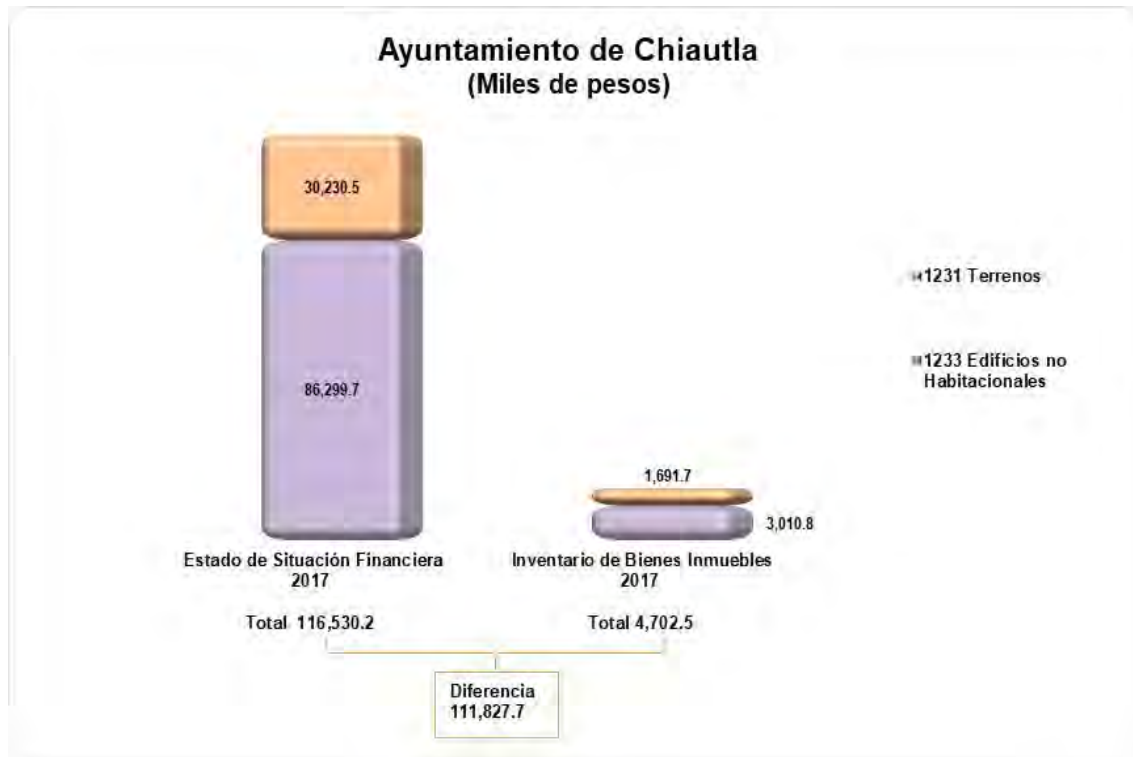 Ayuntamiento de Chiautla
(Miles de pesos)
30,230.5
86,299.7
1231 Terrenos
1233 Edificios no
Habitacionales
1,691.7
3,010.8
Estado de Situación Financiera
2017
Inventario de Bienes Inmuebles
2017
Total 116,530.2
Total 4,702.5
Diferencia
111,827.7